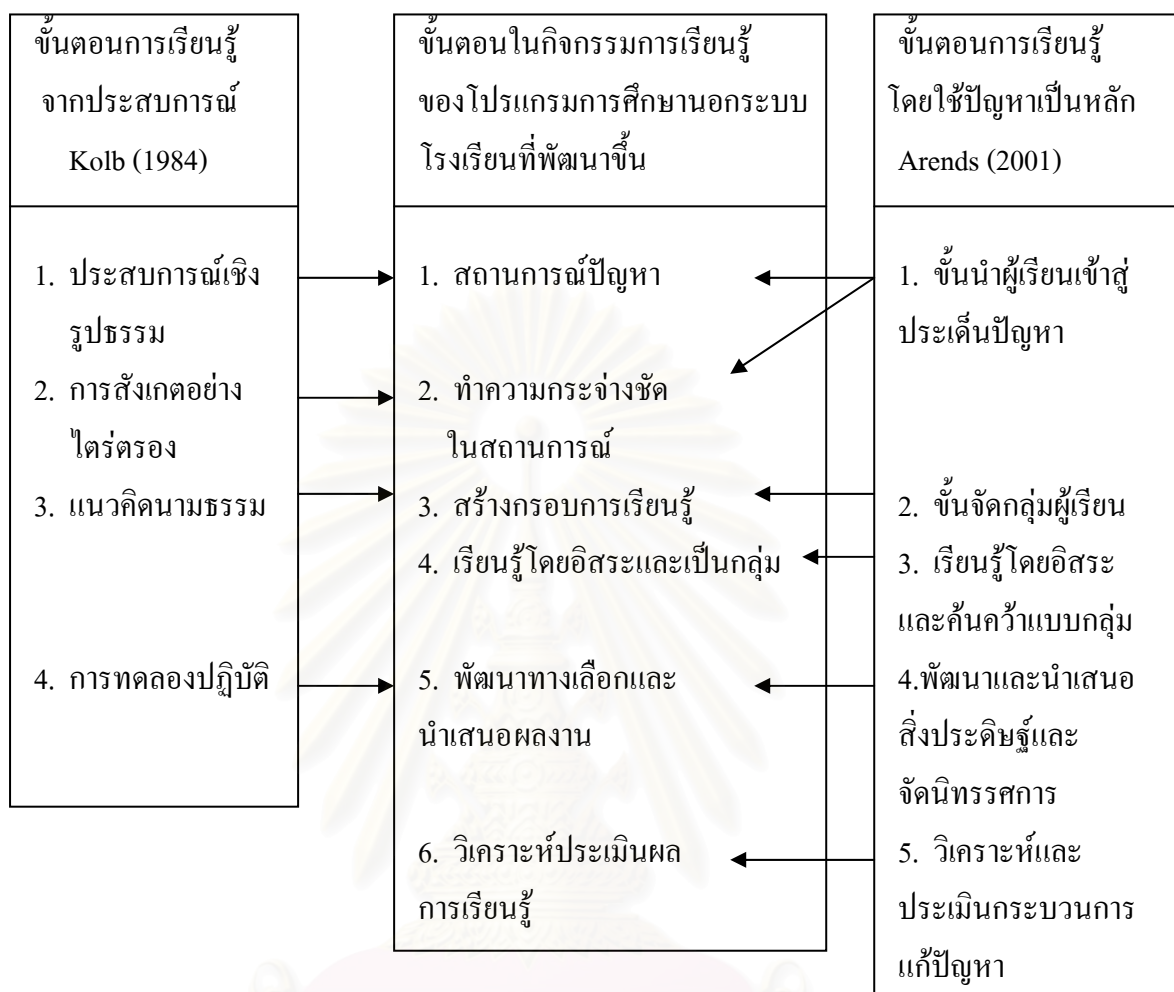 ขั้นตอนการเรียนรู้
จากประสบการณ์
Kolb (1984)
1. ประสบการณ์เชิง
รูปธรรม
2. การสังเกตอย่าง
ไตร่ตรอง
3. แนวคิดนามธรรม
4. การทดลองปฏิบัติ
ขั้นตอนในกิจกรรมการเรียนรู้
ของโปรแกรมการศึกษานอกระบบ
โรงเรียนที่พัฒนาขึ้น
1. สถานการณ์ปัญหา
2. ทำความกระจ่างชัด
ในสถานการณ์
3. สร้างกรอบการเรียนรู้
4. เรียนรู้โดยอิสระและเป็นกลุ่ม
5. พัฒนาทางเลือกและ
นำเสนอผลงาน
6. วิเคราะห์ประเมินผล
การเรียนรู้
ขั้นตอนการเรียนรู้
โดยใช้ปัญหาเป็นหลัก
Arends (2001)
1. ขั้นนำผู้เรียนเข้าสู่
ประเด็นปัญหา
2. ขั้นจัดกลุ่มผู้เรียน
3. เรียนรู้โดยอิสระ
และค้นคว้าแบบกลุ่ม
4.พัฒนาและนำเสนอ
สิ่งประดิษฐ์และ
จัดนิทรรศการ
5. วิเคราะห์และ
ประเมินกระบวนการ
แก้ปัญหา